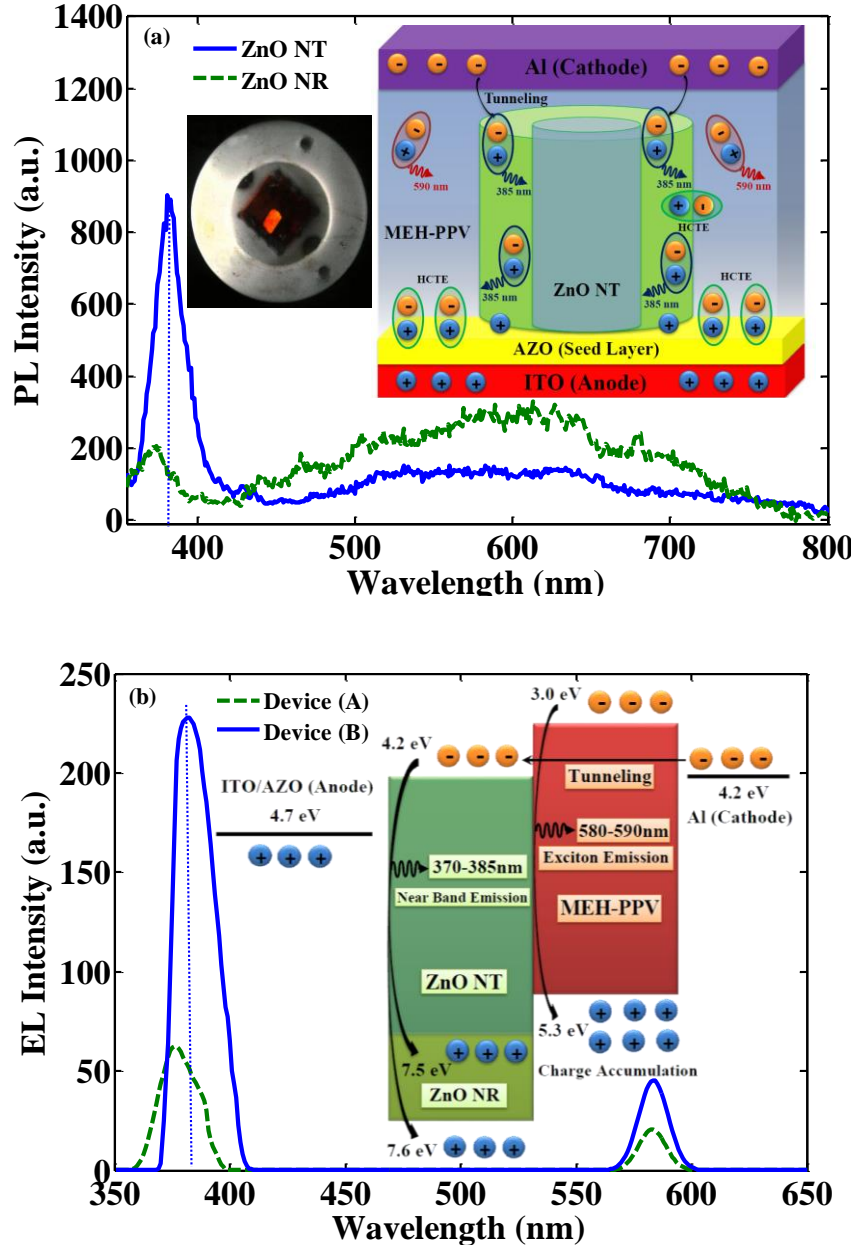 (a)
ZnO NT
ZnO NR
1400
1200
1000
800
600
400
200
0
PL Intensity (a.u.)
400
500
600
700
800
Wavelength (nm)
- - - Al (Cathode) - - -
Tunneling
- - - -
+ + + +
590 nm
385 nm
385 nm
590 nm
+ -
HCTE
MEH-PPV
- -
+ +
385 nm
385 nm
ZnO NT
HCTE
HCTE
- - - -
+ + + + + +
AZO (Seed Layer)
+ + + ITO (Anode) + + +
(b)
Device (A)
Device (B)
250
200
150
100
50
0
EL Intensity (a.u.)
350
400
450
500
550
600
650
Wavelength (nm)
3.0 eV - - -
4.2 eV - - -
Tunneling
- - -
4.2 eV
Al (Cathode)
ITO/AZO (Anode)
4.7 eV
+ + +
580-590nm
Exciton Emission
MEH-PPV
370-385nm
Near Band Emission
ZnO NT
+ + +
5.3 eV
+ + +
Charge Accumulation
7.5 eV + + +
ZnO NR
7.6 eV + + +